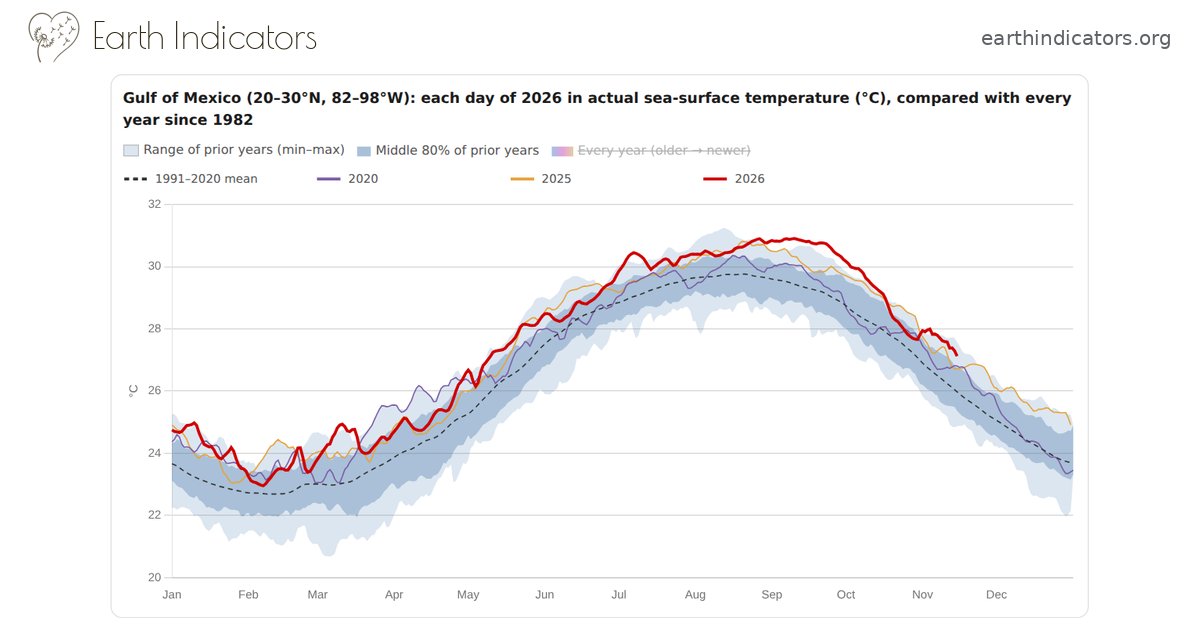 Earth Indicators
earthindicators.org
Gulf of Mexico (20–30°N, 82–98°W): each day of 2026 in actual sea-surface temperature (°C), compared with every
year since 1982
Range of prior years (min–max) Middle 80% of prior years Every year (older → newer)
1991–2020 mean 2020 2025 2026
32
30
28
26
24
22
20
°C
Jan Feb Mar Apr May Jun Jul Aug Sep Oct Nov Dec